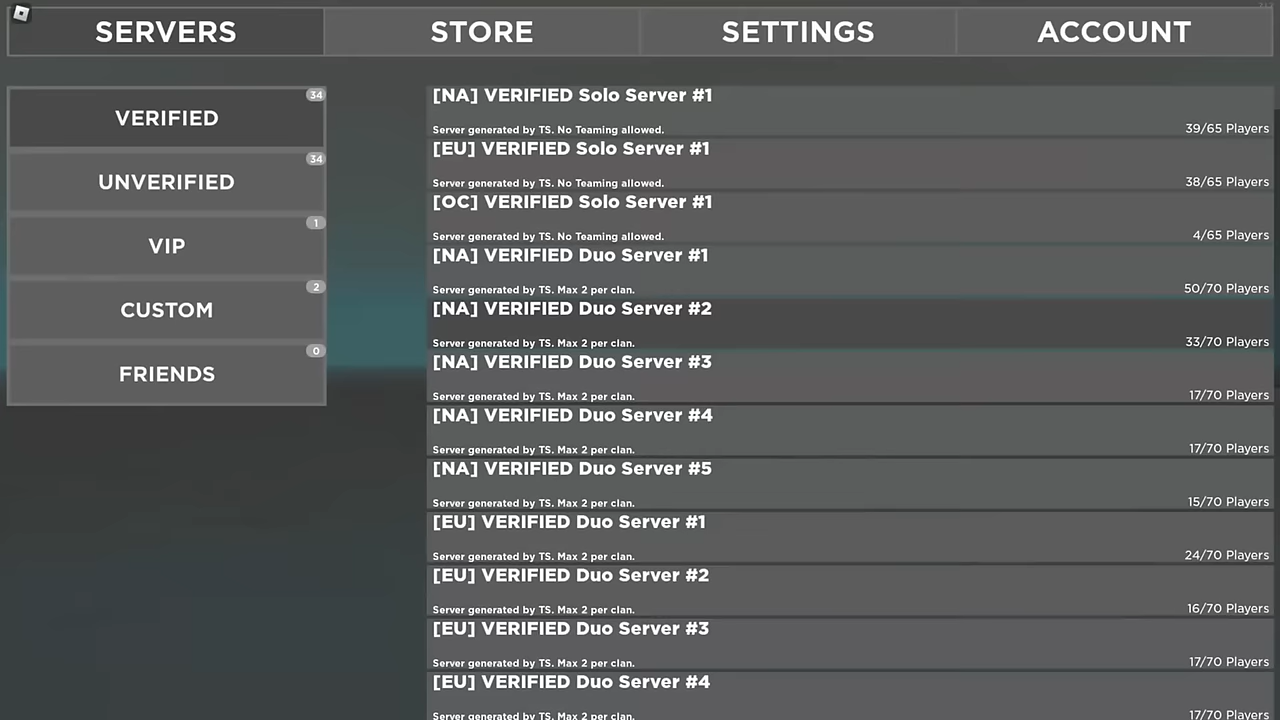 SERVERS
STORE
SETTINGS
ACCOUNT
34
VERIFIED
34
UNVERIFIED
1
VIP
2
CUSTOM
0
FRIENDS
[NA] VERIFIED Solo Server #1
Server generated by TS. No Teaming allowed.
39/65 Players
[EU] VERIFIED Solo Server #1
Server generated by TS. No Teaming allowed.
38/65 Players
[OC] VERIFIED Solo Server #1
Server generated by TS. No Teaming allowed.
4/65 Players
[NA] VERIFIED Duo Server #1
Server generated by TS. Max 2 per clan.
50/70 Players
[NA] VERIFIED Duo Server #2
Server generated by TS. Max 2 per clan.
33/70 Players
[NA] VERIFIED Duo Server #3
Server generated by TS. Max 2 per clan.
17/70 Players
[NA] VERIFIED Duo Server #4
Server generated by TS. Max 2 per clan.
17/70 Players
[NA] VERIFIED Duo Server #5
Server generated by TS. Max 2 per clan.
15/70 Players
[EU] VERIFIED Duo Server #1
Server generated by TS. Max 2 per clan.
24/70 Players
[EU] VERIFIED Duo Server #2
Server generated by TS. Max 2 per clan.
16/70 Players
[EU] VERIFIED Duo Server #3
Server generated by TS. Max 2 per clan.
17/70 Players
[EU] VERIFIED Duo Server #4
Server generated by TS. Max 2 per clan.
17/70 Players